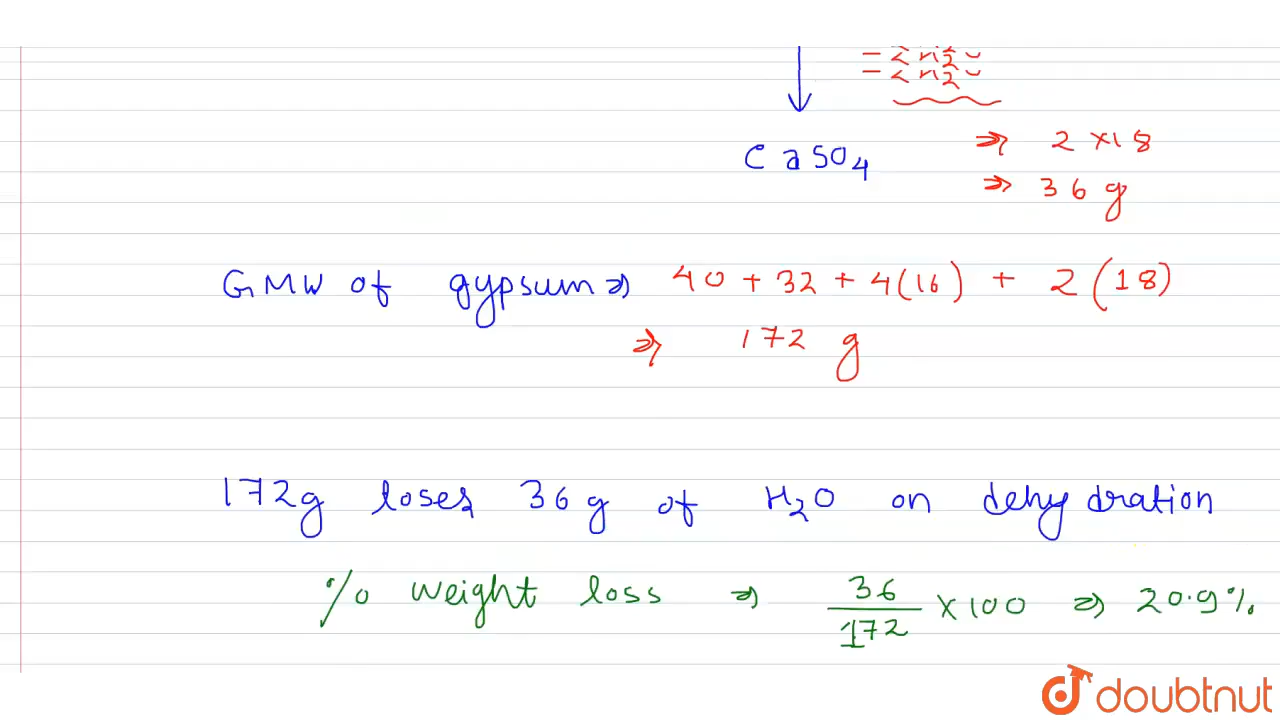 ⇒ 2 × 18
CaSO₄
⇒ 36 g
GMW of gypsum ⇒ 40 + 32 + 4(16) + 2(18)
⇒ 172 g
172g loses 36g of H₂O on dehydration
% weight loss ⇒ 36/172 × 100 ⇒ 20.9%
doubtnut